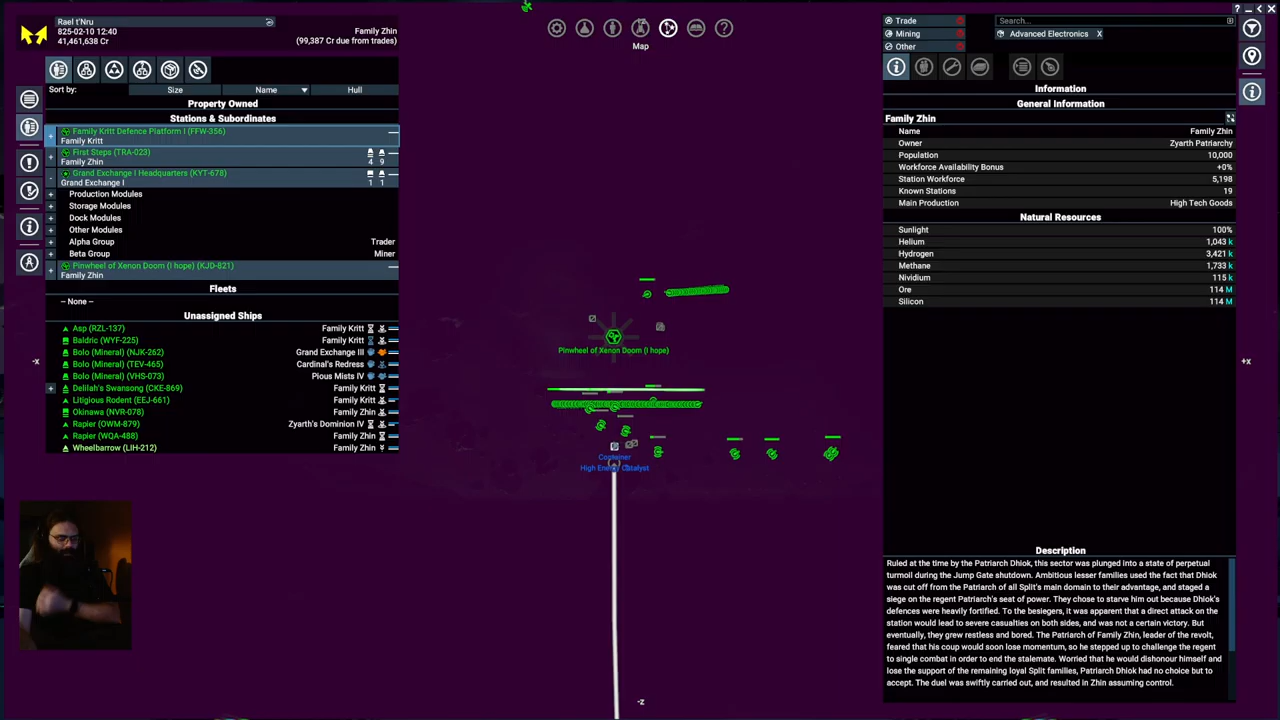 Rael t'Nru
825-02-10 12:40
41,461,638 Cr
Family Zhin
(99,387 Cr due from trades)
Sort by:
Size
Name
Hull
Property Owned
Stations & Subordinates
Family Kritt Defence Platform I (FFW-356)
Family Kritt
First Steps (TRA-023)
Family Zhin
4 9
Grand Exchange I Headquarters (KYT-678)
Grand Exchange I
1 1
Production Modules
Storage Modules
Dock Modules
Other Modules
Alpha Group Trader
Beta Group Miner
Pinwheel of Xenon Doom (I hope) (KJD-821)
Family Zhin
Fleets
-- None --
Unassigned Ships
Asp (RZL-137) Family Kritt
Baldric (WYF-225) Family Kritt
Bolo (Mineral) (NJK-262) Grand Exchange III
Bolo (Mineral) (TEV-465) Cardinal's Redress
Bolo (Mineral) (VHS-073) Pious Mists IV
Delilah's Swansong (CKE-869) Family Kritt
Litigious Rodent (EEJ-661) Family Kritt
Okinawa (NVR-078) Family Zhin
Rapier (OWM-879) Zyarth's Dominion IV
Rapier (WQA-488) Family Zhin
Wheelbarrow (LIH-212) Family Zhin
Map
Pinwheel of Xenon Doom (I hope)
Container
High Energy Catalyst
-x
+x
-z
Trade
Mining
Other
Search...
Advanced Electronics X
Information
General Information
Family Zhin
Name Family Zhin
Owner Zyarth Patriarchy
Population 10,000
Workforce Availability Bonus +0%
Station Workforce 5,198
Known Stations 19
Main Production High Tech Goods
Natural Resources
Sunlight 100%
Helium 1,043 k
Hydrogen 3,421 k
Methane 1,733 k
Nividium 115 k
Ore 114 M
Silicon 114 M
Description
Ruled at the time by the Patriarch Dhiok, this sector was plunged into a state of perpetual
turmoil during the Jump Gate shutdown. Ambitious lesser families used the fact that Dhiok
was cut off from the Patriarch of all Split's main domain to their advantage, and staged a
siege on the regent Patriarch's seat of power. They chose to starve him out because Dhiok's
defences were heavily fortified. To the besiegers, it was apparent that a direct attack on the
station would lead to severe casualties on both sides, and was not a certain victory. But
eventually, they grew restless and bored. The Patriarch of Family Zhin, leader of the revolt,
feared that his coup would soon lose momentum, so he stepped up to challenge the regent
to single combat in order to end the stalemate. Worried that he would dishonour himself and
lose the support of the remaining loyal Split families, Patriarch Dhiok had no choice but to
accept. The duel was swiftly carried out, and resulted in Zhin assuming control.